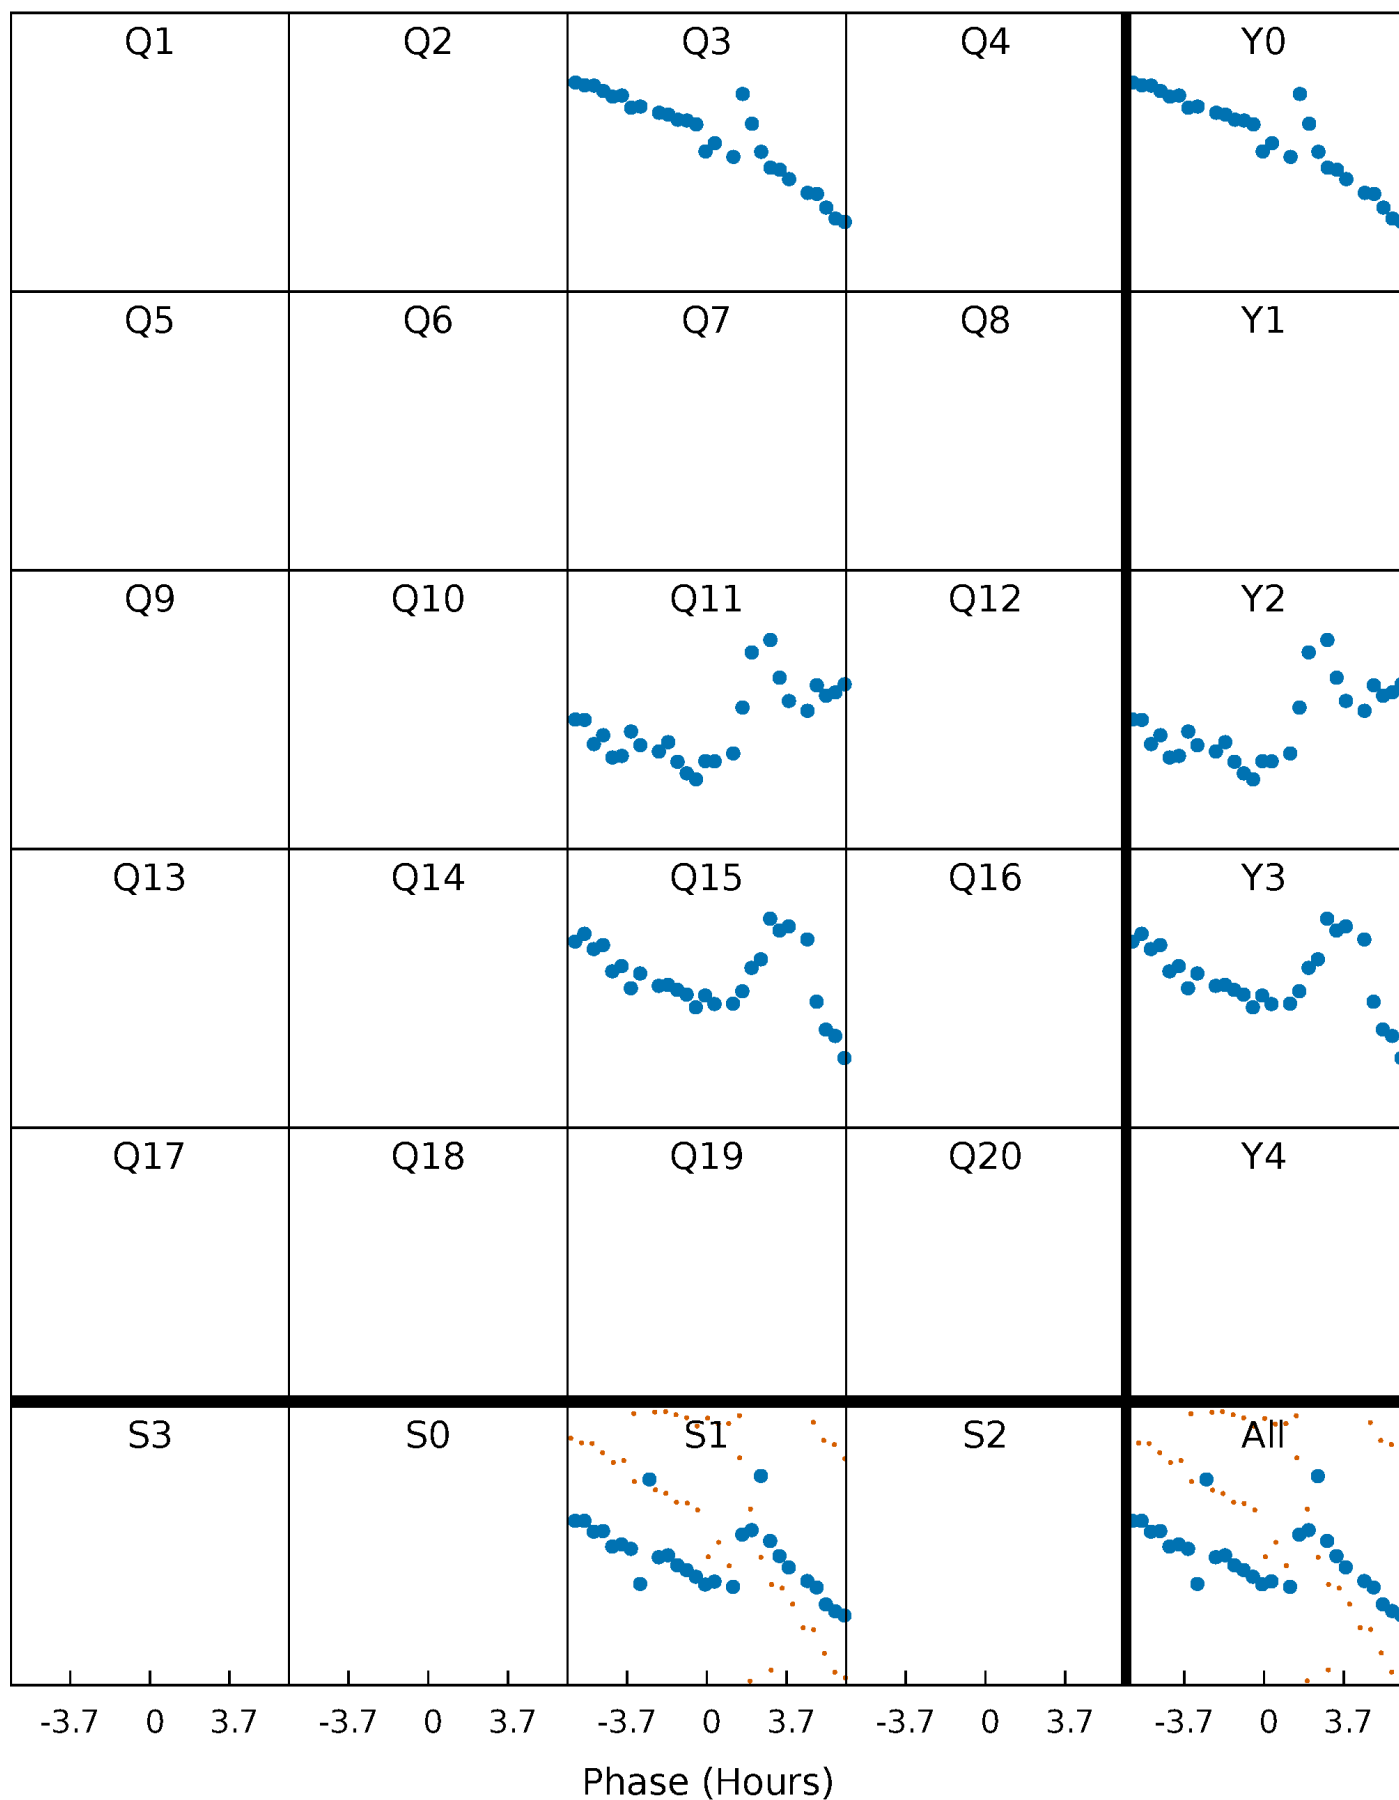 Q1 Q2 Q3 Q4 Y0
Q5 Q6 Q7 Q8 Y1
Q9 Q10 Q11 Q12 Y2
Q13 Q14 Q15 Q16 Y3
Q17 Q18 Q19 Q20 Y4
S3 S0 S1 S2 All
-3.7 0 3.7 -3.7 0 3.7 -3.7 0 3.7 -3.7 0 3.7 -3.7 0 3.7
Phase (Hours)